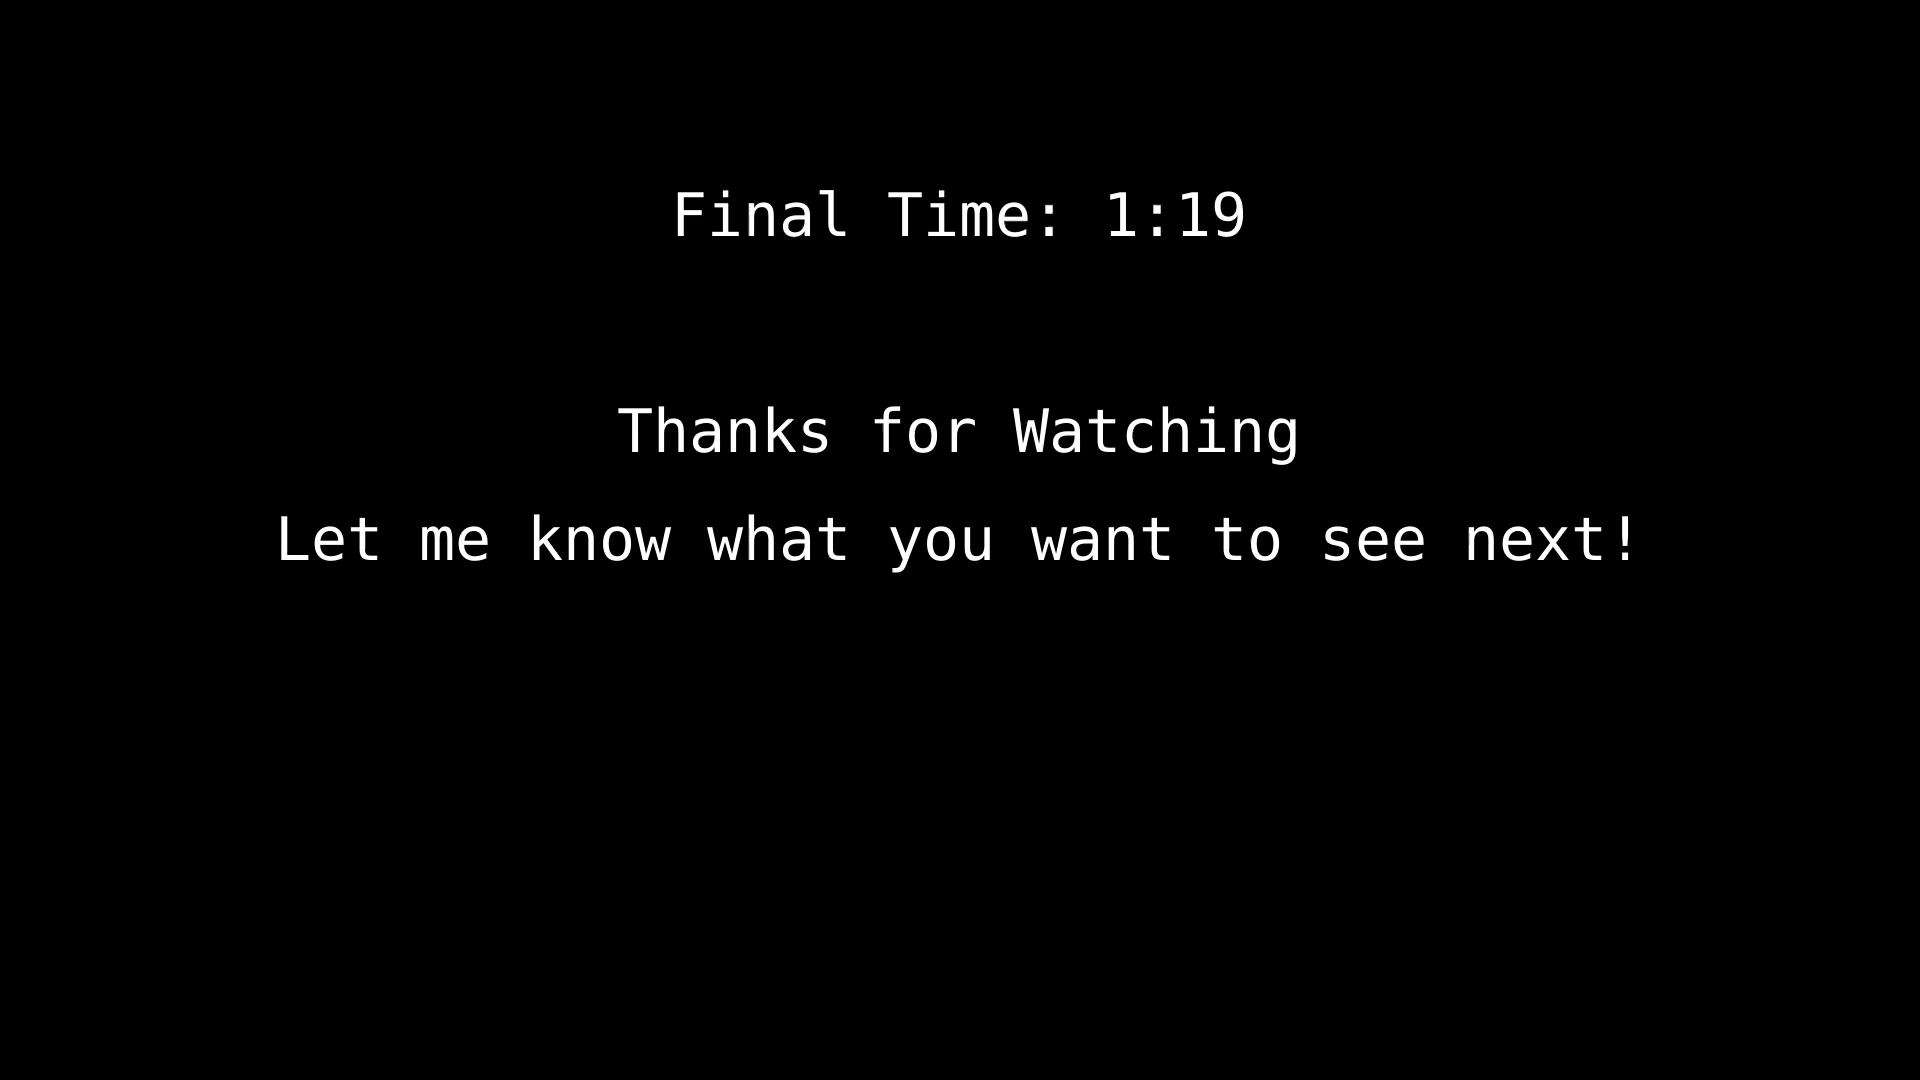 Final Time: 1:19
Thanks for Watching
Let me know what you want to see next!